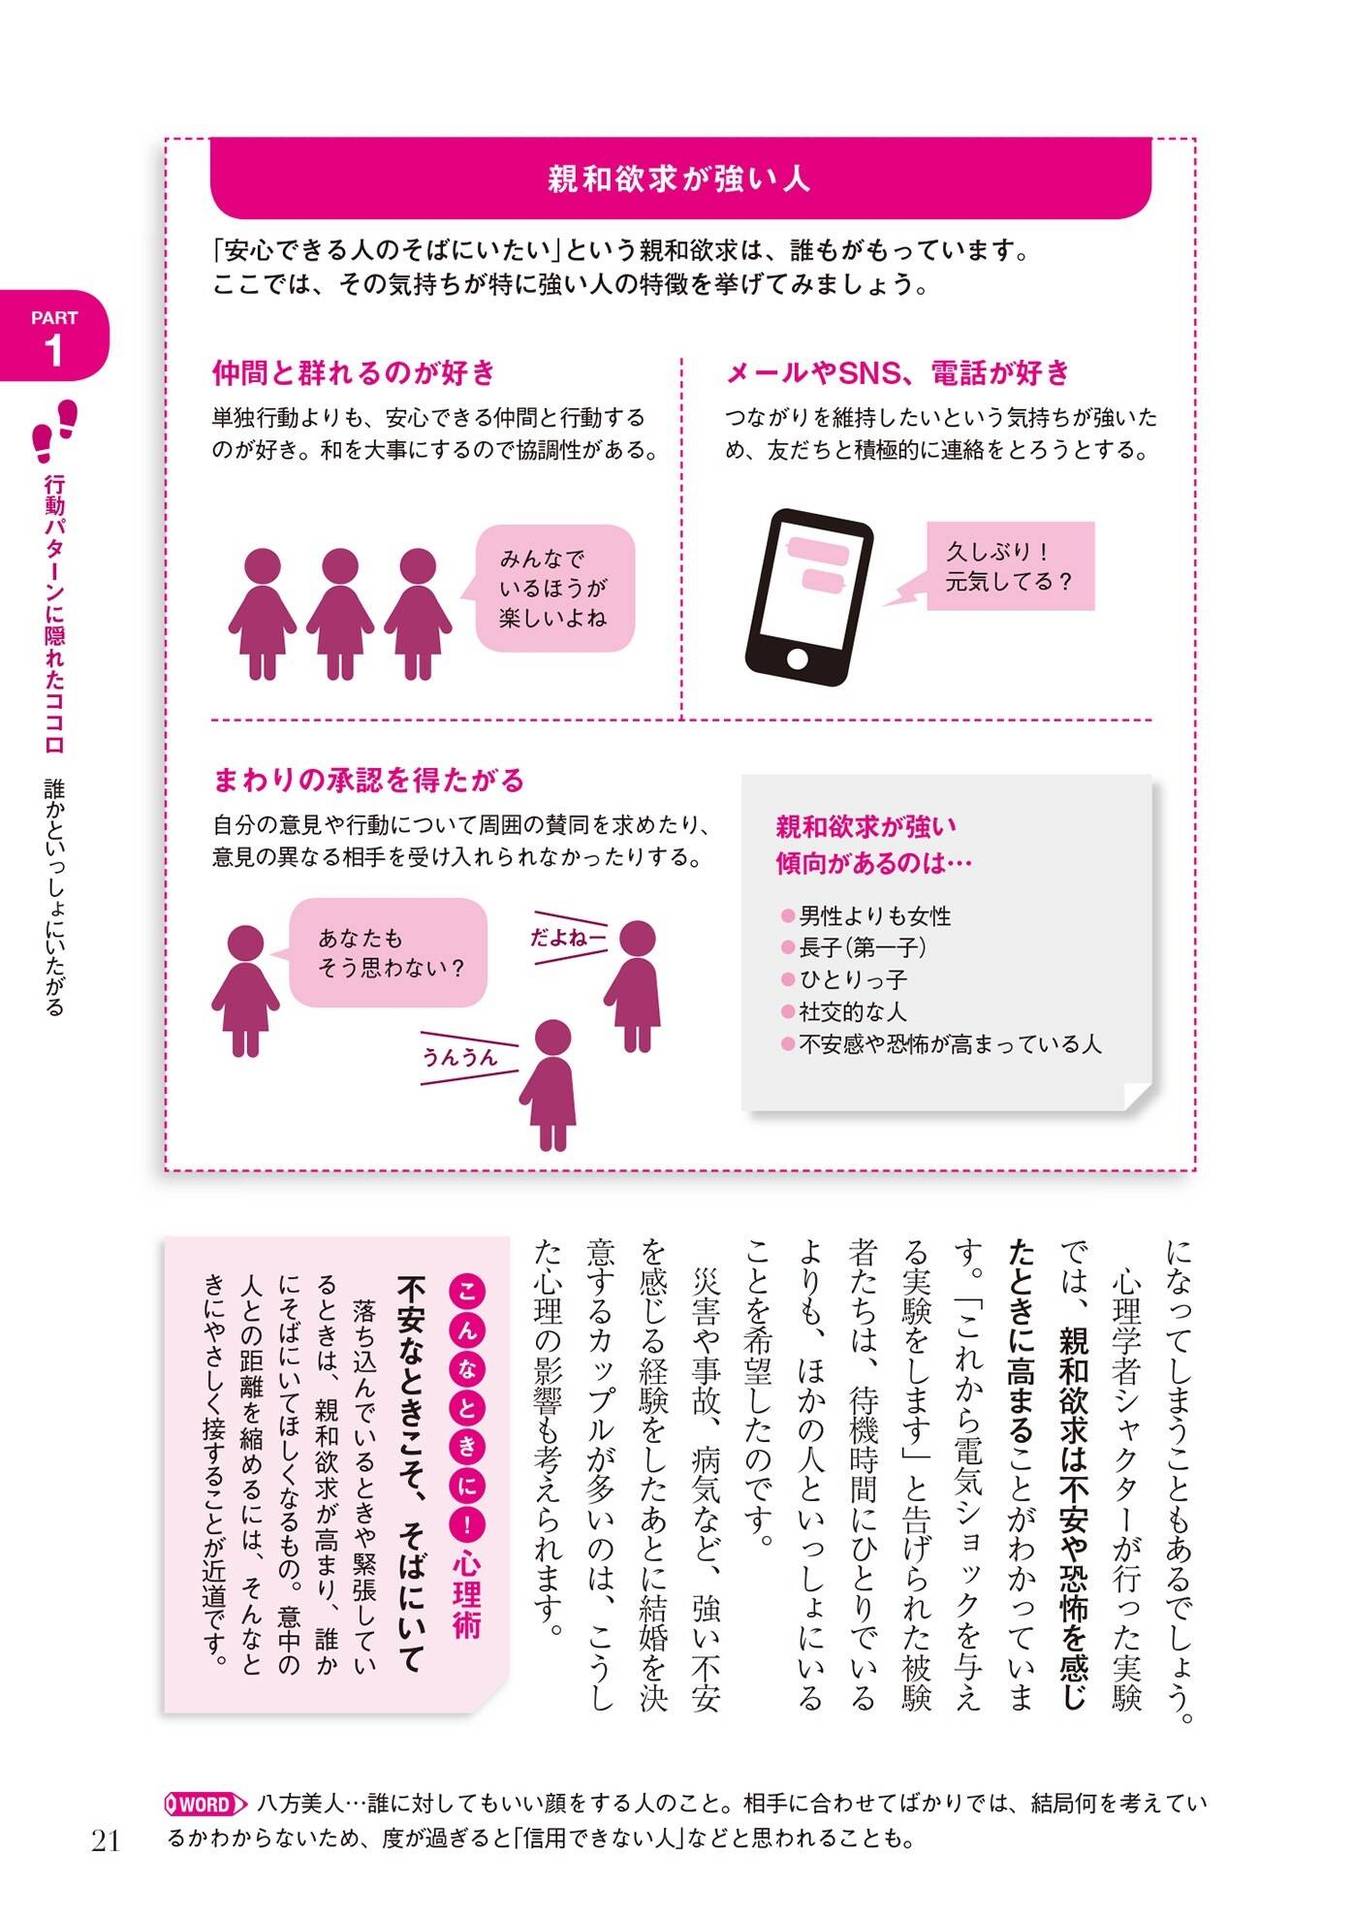 PART
1
行動パターンに隠れたココロ　誰かといっしょにいたがる
親和欲求が強い人
「安心できる人のそばにいたい」という親和欲求は、誰もがもっています。
ここでは、その気持ちが特に強い人の特徴を挙げてみましょう。
仲間と群れるのが好き
単独行動よりも、安心できる仲間と行動する
のが好き。和を大事にするので協調性がある。
みんなで
いるほうが
楽しいよね
メールやSNS、電話が好き
つながりを維持したいという気持ちが強いた
め、友だちと積極的に連絡をとろうとする。
久しぶり！
元気してる？
まわりの承認を得たがる
自分の意見や行動について周囲の賛同を求めたり、
意見の異なる相手を受け入れられなかったりする。
あなたも
そう思わない？
だよねー
うんうん
親和欲求が強い
傾向があるのは…
●男性よりも女性
●長子（第一子）
●ひとりっ子
●社交的な人
●不安感や恐怖が高まっている人
になってしまうこともあるでしょう。
心理学者シャクターが行った実験
では、親和欲求は不安や恐怖を感じ
たときに高まることがわかっていま
す。「これから電気ショックを与え
る実験をします」と告げられた被験
者たちは、待機時間にひとりでいる
よりも、ほかの人といっしょにいる
ことを希望したのです。
災害や事故、病気など、強い不安
を感じる経験をしたあとに結婚を決
意するカップルが多いのは、こうし
た心理の影響も考えられます。
こんなときに！心理術
不安なときこそ、そばにいて
落ち込んでいるときや緊張してい
るときは、親和欲求が高まり、誰か
にそばにいてほしくなるもの。意中の
人との距離を縮めるには、そんなと
きにやさしく接することが近道です。
WORD 八方美人…誰に対してもいい顔をする人のこと。相手に合わせてばかりでは、結局何を考えてい
るかわからないため、度が過ぎると「信用できない人」などと思われることも。
21